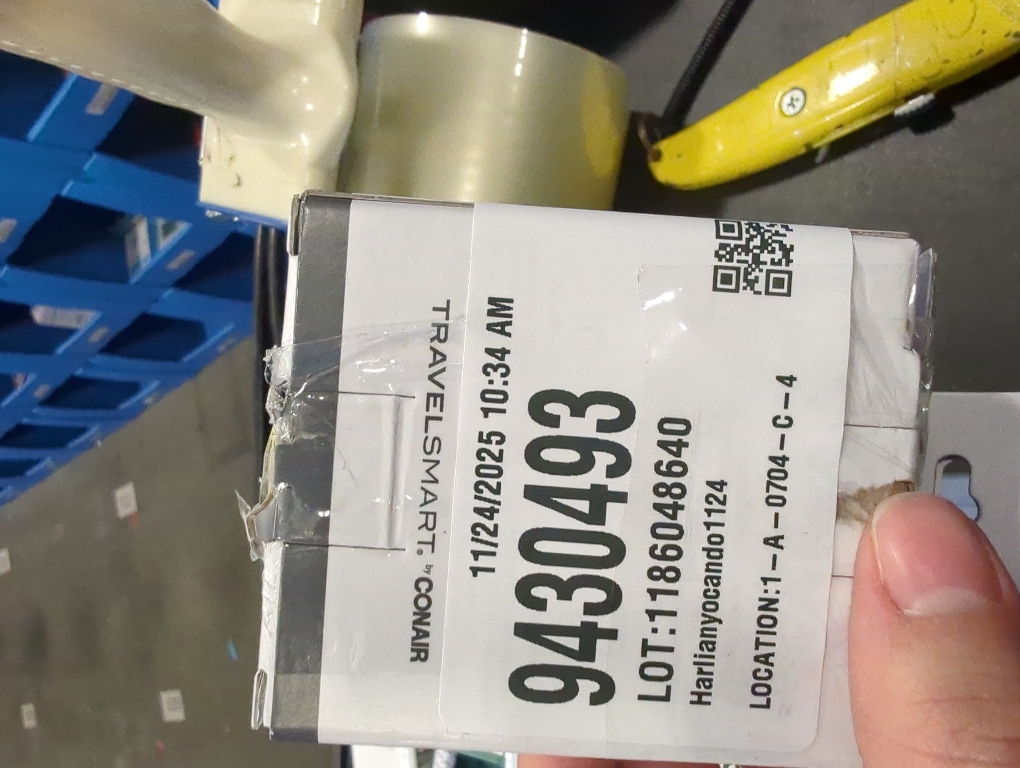 TRAVELSMART® by CONAIR
11/24/2025 10:34 AM
9430493
LOT:1186048640
Harlianyocando1124
LOCATION:1-A-0704-C-4